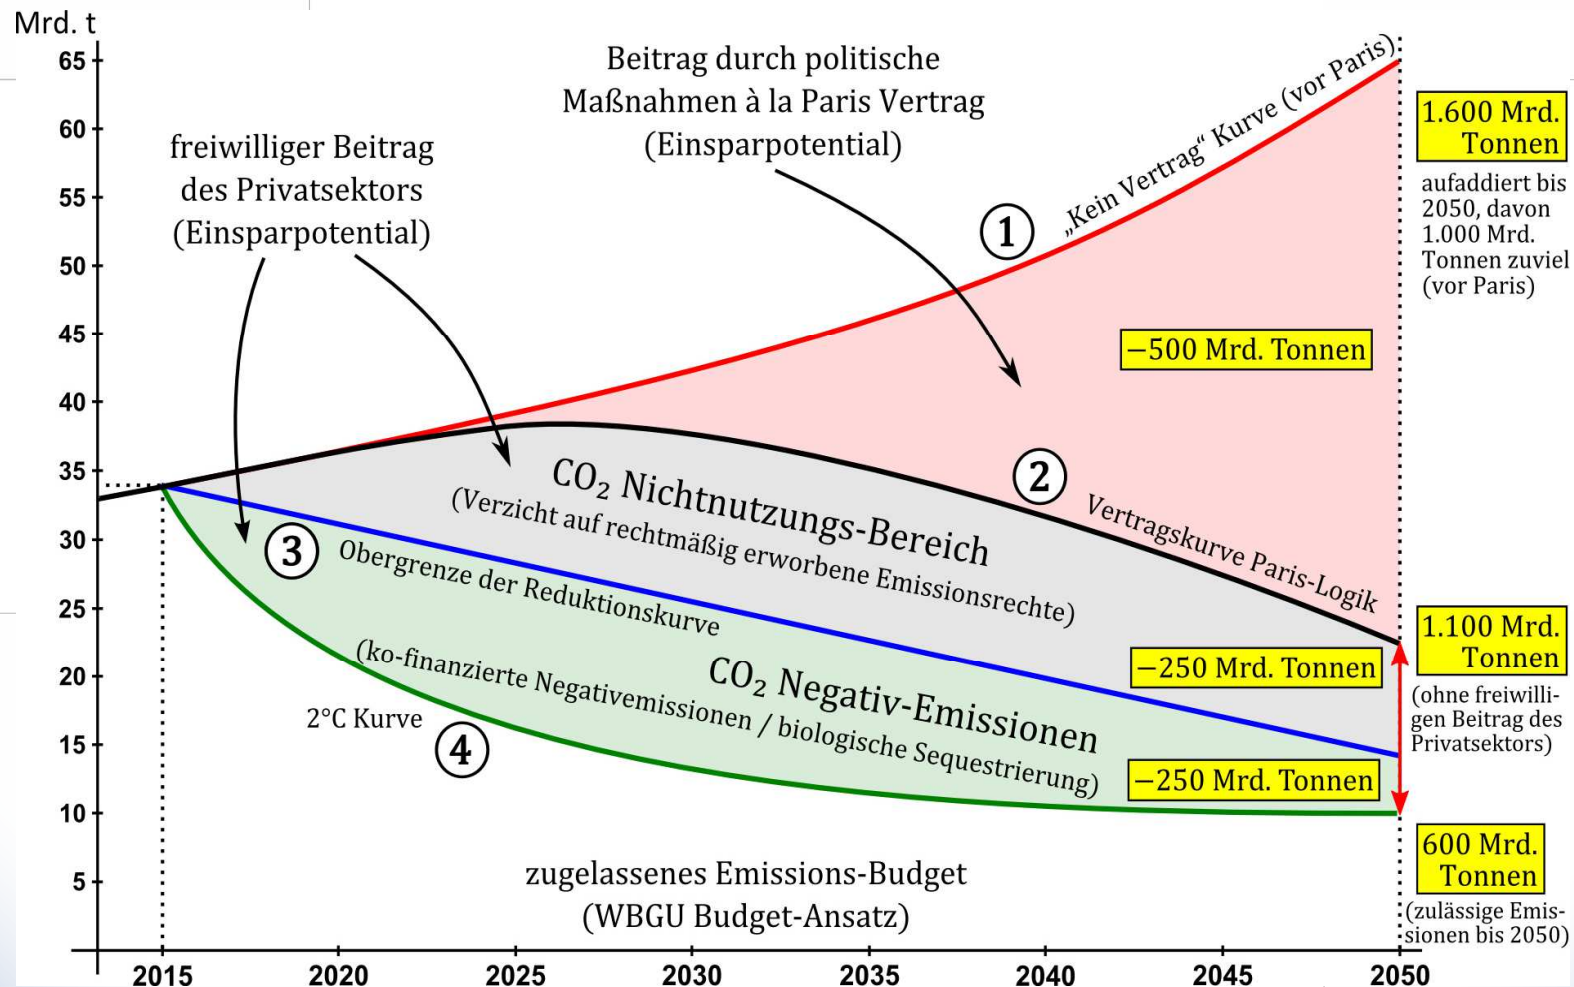 Mrd. t
65
60
55
50
45
40
35
30
25
20
15
10
5
2015
2020
2025
2030
2035
2040
2045
2050
freiwilliger Beitrag
des Privatsektors
(Einsparpotential)
Beitrag durch politische
Maßnahmen à la Paris Vertrag
(Einsparpotential)
1
„Kein Vertrag“ Kurve (vor Paris)
−500 Mrd. Tonnen
2
Vertragskurve Paris-Logik
CO₂ Nichtnutzungs-Bereich
(Verzicht auf rechtmäßig erworbene Emissionsrechte)
−250 Mrd. Tonnen
3
Obergrenze der Reduktionskurve
CO₂ Negativ-Emissionen
(ko-finanzierte Negativemissionen / biologische Sequestrierung)
−250 Mrd. Tonnen
2°C Kurve
4
zugelassenes Emissions-Budget
(WBGU Budget-Ansatz)
1.600 Mrd.
Tonnen
aufaddiert bis
2050, davon
1.000 Mrd.
Tonnen zuviel
(vor Paris)
1.100 Mrd.
Tonnen
(ohne freiwilli-
gen Beitrag des
Privatsektors)
600 Mrd.
Tonnen
(zulässige Emis-
sionen bis 2050)